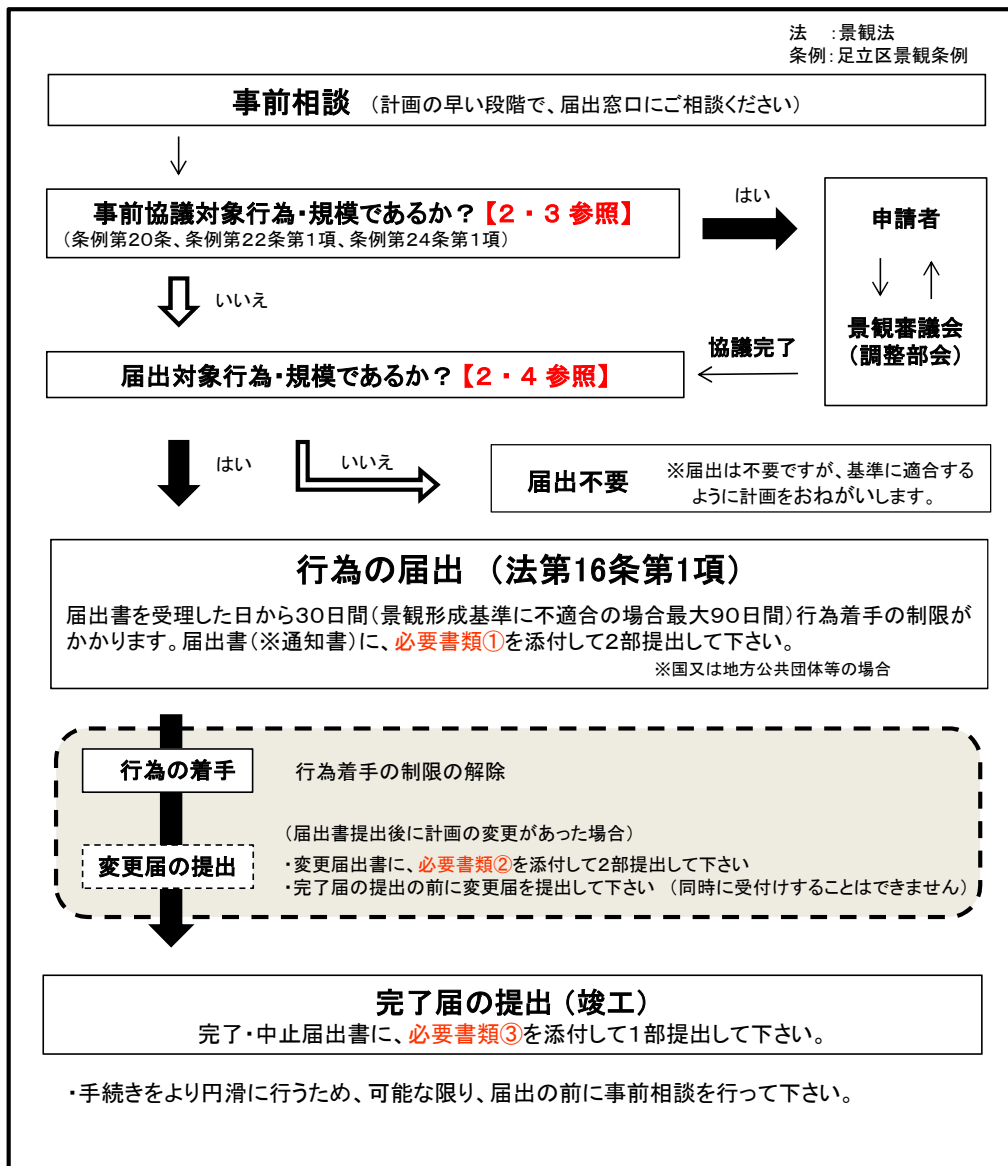 法　：景観法
条例：足立区景観条例
事前相談 （計画の早い段階で、届出窓口にご相談ください）
事前協議対象行為・規模であるか？【２・３ 参照】
（条例第20条、条例第22条第1項、条例第24条第1項）
はい
申請者
いいえ
景観審議会
（調整部会）
協議完了
届出対象行為・規模であるか？【２・４ 参照】
はい
いいえ
届出不要 ※届出は不要ですが、基準に適合する
ように計画をおねがいします。
行為の届出 （法第16条第1項）
届出書を受理した日から30日間（景観形成基準に不適合の場合最大90日間）行為着手の制限が
かかります。届出書（※通知書）に、必要書類①を添付して2部提出して下さい。
※国又は地方公共団体等の場合
行為の着手 行為着手の制限の解除
（届出書提出後に計画の変更があった場合）
変更届の提出 ・変更届出書に、必要書類②を添付して2部提出して下さい
・完了届の提出の前に変更届を提出して下さい （同時に受付けすることはできません）
完了届の提出（竣工）
完了・中止届出書に、必要書類③を添付して1部提出して下さい。
・手続きをより円滑に行うため、可能な限り、届出の前に事前相談を行って下さい。